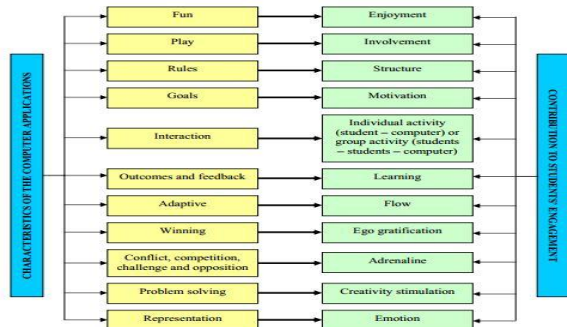 CHARACTERISTICS OF THE COMPUTER APPLICATIONS
Fun
Enjoyment
Play
Involvement
Rules
Structure
Goals
Motivation
Interaction
Individual activity
(student – computer) or
group activity (students
– students – computer)
Outcomes and feedback
Learning
Adaptive
Flow
Winning
Ego gratification
Conflict, competition,
challenge and opposition
Adrenaline
Problem solving
Creativity stimulation
Representation
Emotion
CONTRIBUTION TO STUDENTS' ENGAGEMENT